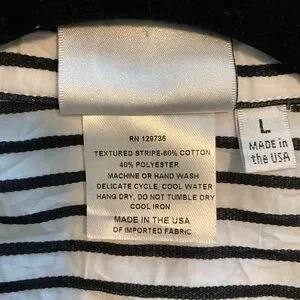 RN 129736
TEXTURED STRIPE-60% COTTON
40% POLYESTER
MACHINE OR HAND WASH
DELICATE CYCLE, COOL WATER
HANG DRY, DO NOT TUMBLE DRY
COOL IRON
MADE IN THE USA
OF IMPORTED FABRIC
L
MADE IN
the USA